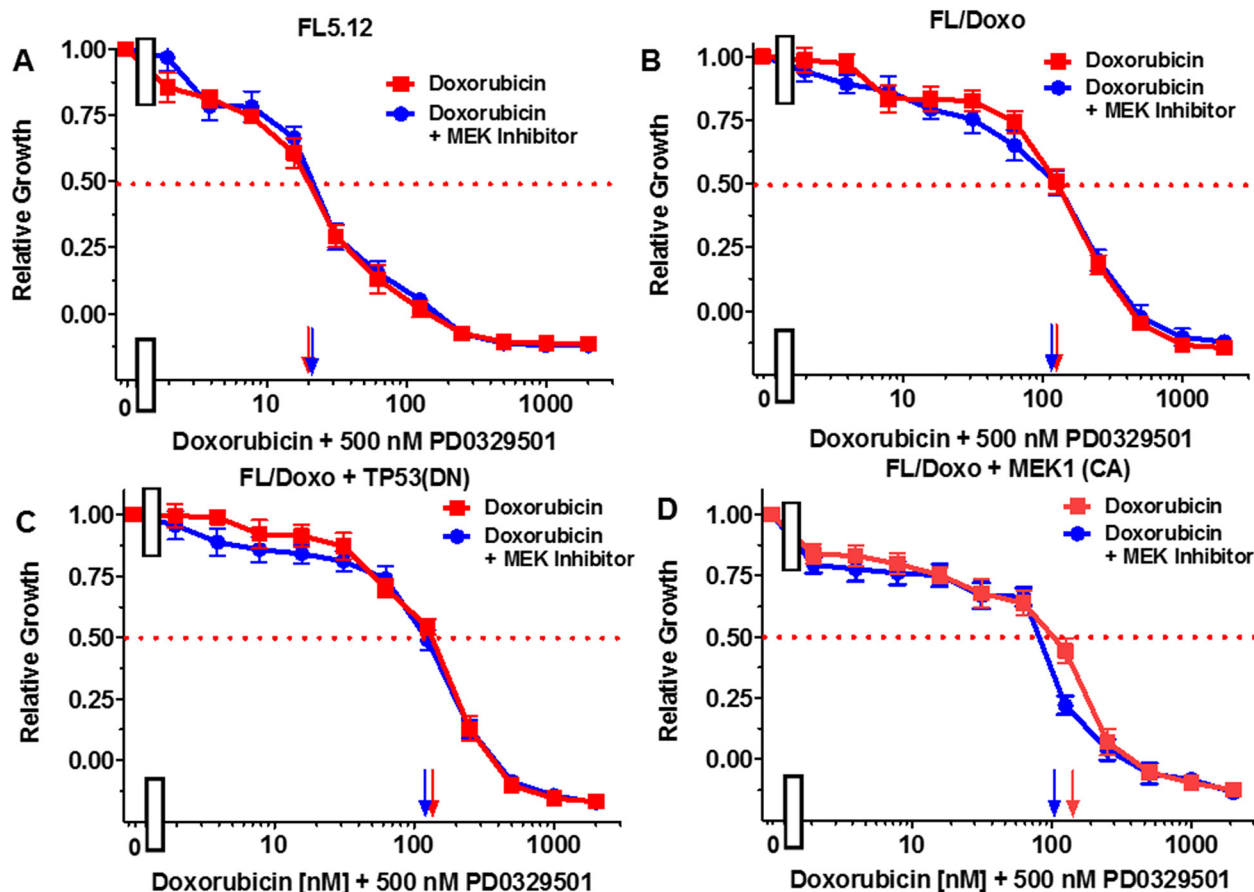 A
FL5.12
1.00
0.75
0.50
0.25
0.00
Relative Growth
Doxorubicin
Doxorubicin
+ MEK Inhibitor
0
10
100
1000
Doxorubicin + 500 nM PD0329501
B
FL/Doxo
1.00
0.75
0.50
0.25
0.00
Relative Growth
Doxorubicin
Doxorubicin
+ MEK Inhibitor
0
10
100
1000
Doxorubicin + 500 nM PD0329501
C
FL/Doxo + TP53(DN)
1.00
0.75
0.50
0.25
0.00
Relative Growth
Doxorubicin
Doxorubicin
+ MEK Inhibitor
0
10
100
1000
Doxorubicin [nM] + 500 nM PD0329501
D
FL/Doxo + MEK1 (CA)
1.00
0.75
0.50
0.25
0.00
Relative Growth
Doxorubicin
Doxorubicin
+ MEK Inhibitor
0
10
100
1000
Doxorubicin [nM] + 500 nM PD0329501